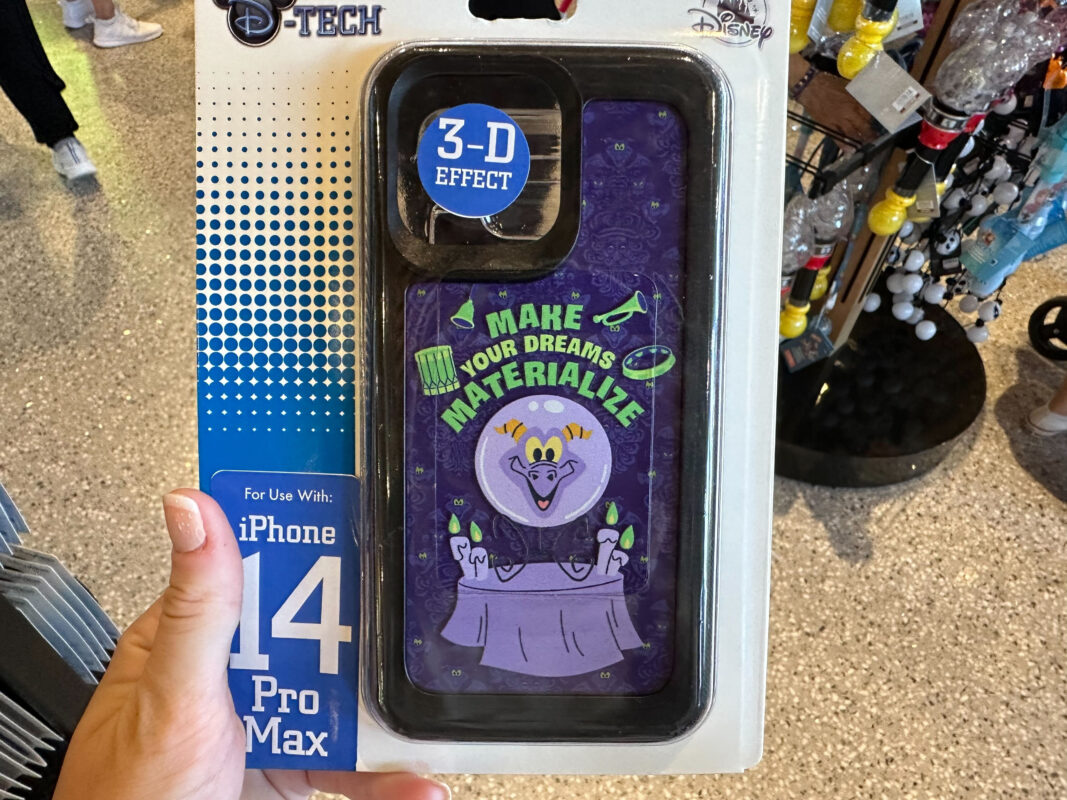 D-TECH
Disney
3-D
EFFECT
MAKE
YOUR DREAMS
MATERIALIZE
For Use With:
iPhone
14
Pro
Max